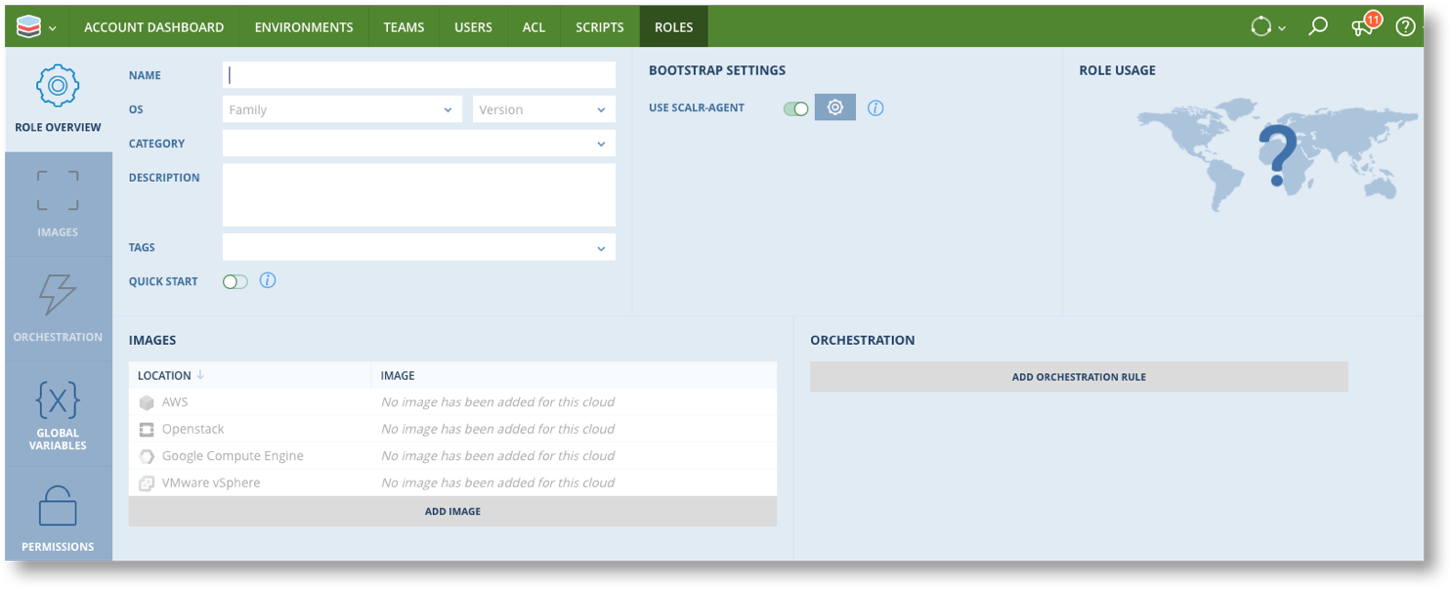 ACCOUNT DASHBOARD ENVIRONMENTS TEAMS USERS ACL SCRIPTS ROLES 11
ROLE OVERVIEW
IMAGES
ORCHESTRATION
{X}
GLOBAL
VARIABLES
PERMISSIONS
NAME
OS Family Version
CATEGORY
DESCRIPTION
TAGS
QUICK START
BOOTSTRAP SETTINGS
USE SCALR-AGENT
ROLE USAGE
?
IMAGES
LOCATION IMAGE
AWS No image has been added for this cloud
Openstack No image has been added for this cloud
Google Compute Engine No image has been added for this cloud
VMware vSphere No image has been added for this cloud
ADD IMAGE
ORCHESTRATION
ADD ORCHESTRATION RULE